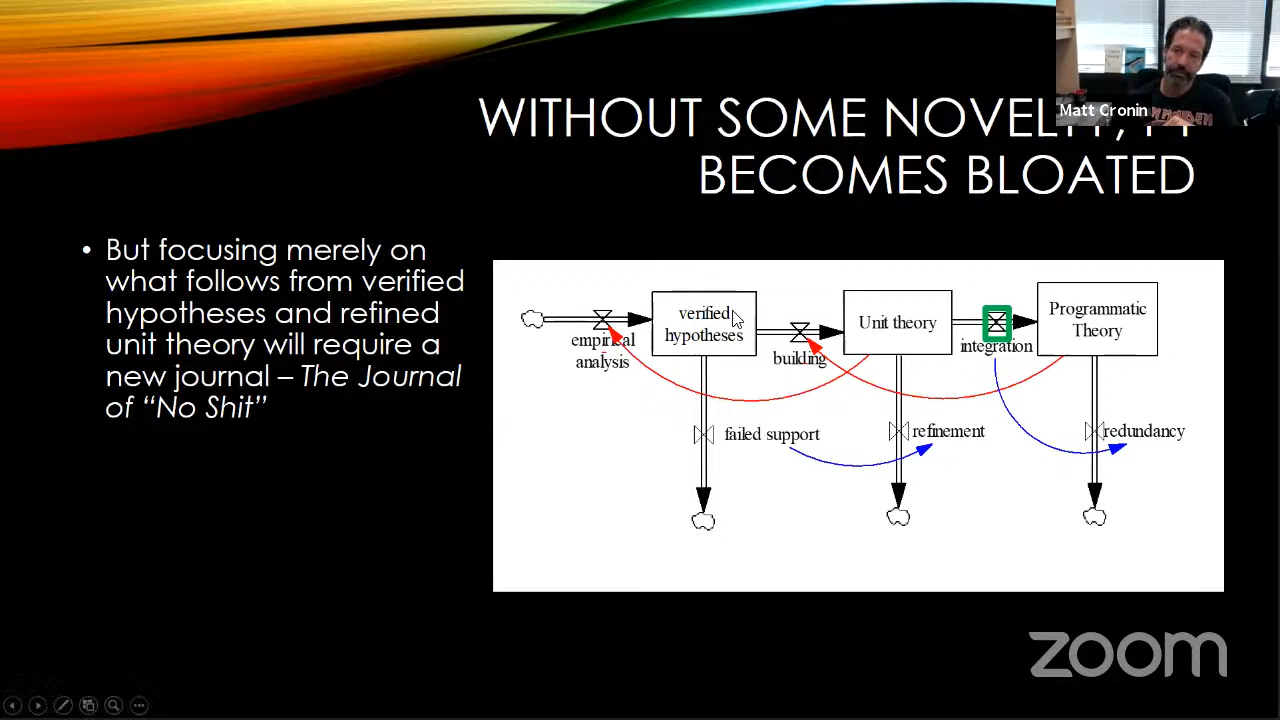 Matt Cronin
WITHOUT SOME NOVELTY,
BECOMES BLOATED
• But focusing merely on
what follows from verified
hypotheses and refined
unit theory will require a
new journal – The Journal
of “No Shit”
verified
hypotheses
Unit theory
Programmatic
Theory
empirical
analysis
building
integration
failed support
refinement
redundancy
zoom